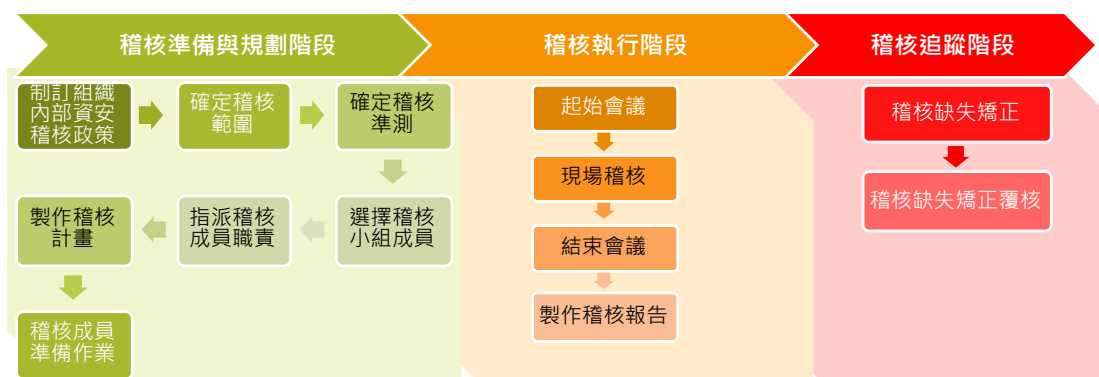 稽核準備與規劃階段
稽核執行階段
稽核追蹤階段
制訂組織
內部資安
稽核政策
確定稽核
範圍
確定稽核
準測
選擇稽核
小組成員
指派稽核
成員職責
製作稽核
計畫
稽核成員
準備作業
起始會議
現場稽核
結束會議
製作稽核報告
稽核缺失矯正
稽核缺失矯正覆核